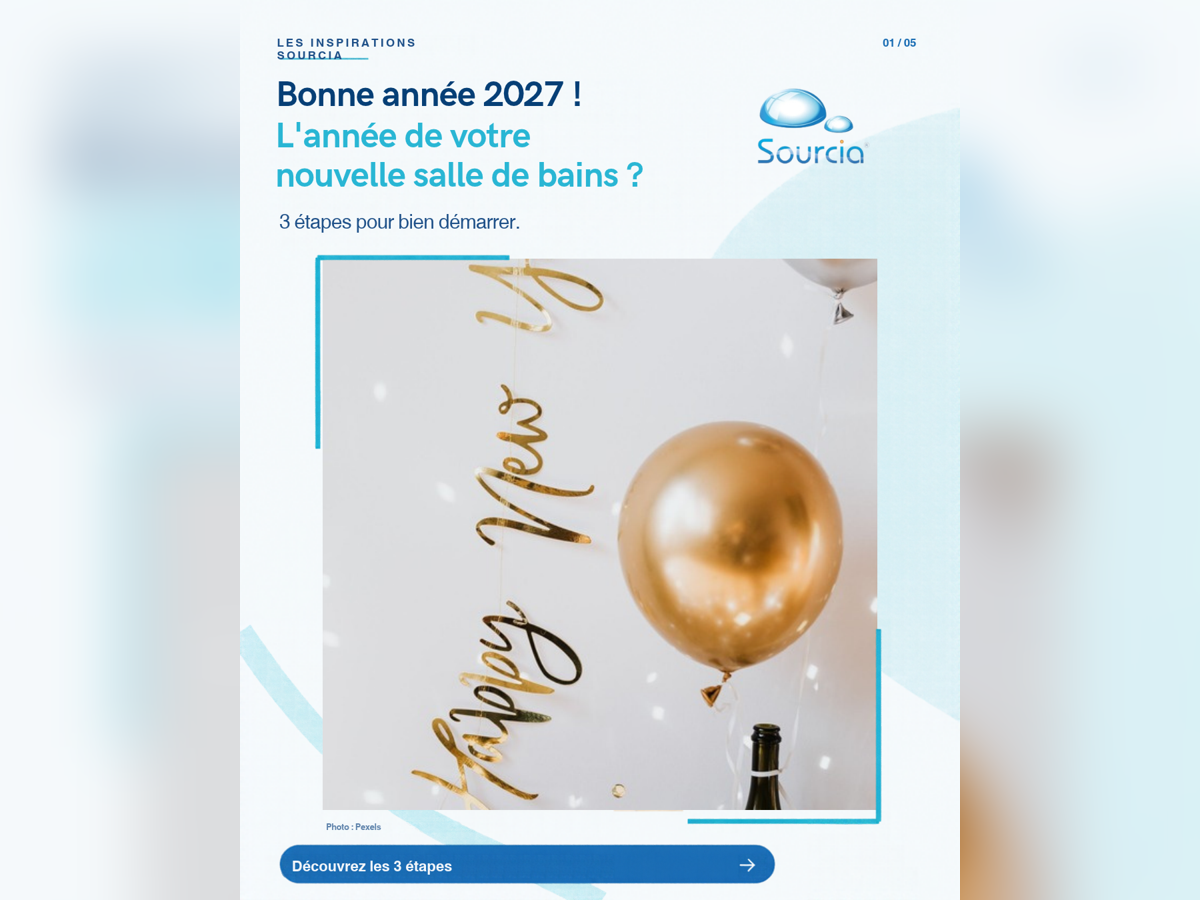 LES INSPIRATIONS
SOURCIA
01 / 05
Bonne année 2027 !
L'année de votre
nouvelle salle de bains ?
Sourcia
3 étapes pour bien démarrer.
Happy New Y
Photo : Pexels
Découvrez les 3 étapes